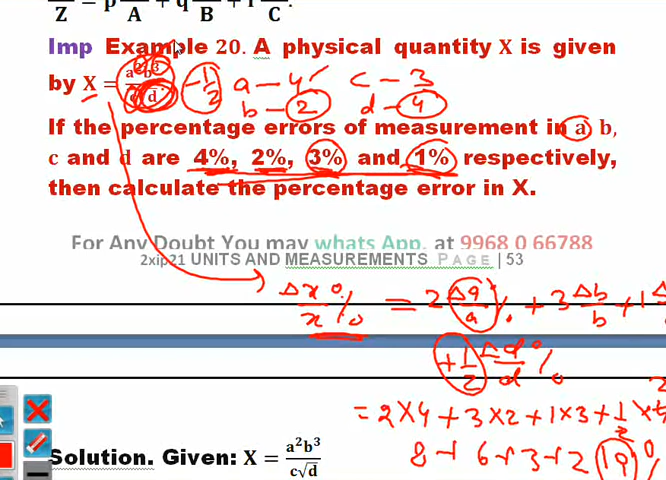 Z = p A + q B + r C .
Imp Example 20. A physical quantity X is given
by X = a²b³ / c√d -1/2 a - 4 c - 3
b - 2 d - 4
If the percentage errors of measurement in a b,
c and d are 4%, 2%, 3% and 1% respectively,
then calculate the percentage error in X.
For Any Doubt You may whats App. at 9968 0 66788
2xip21 UNITS AND MEASUREMENTS PAGE | 53
Δx/x % = 2 Δa/a % + 3 Δb/b + 1
+ 1/2 Δd/d %
= 2×4 + 3×2 + 1×3 + 1/2 ×
8 + 6 + 3 + 2 19 %
Solution. Given: X = a²b³ / c√d